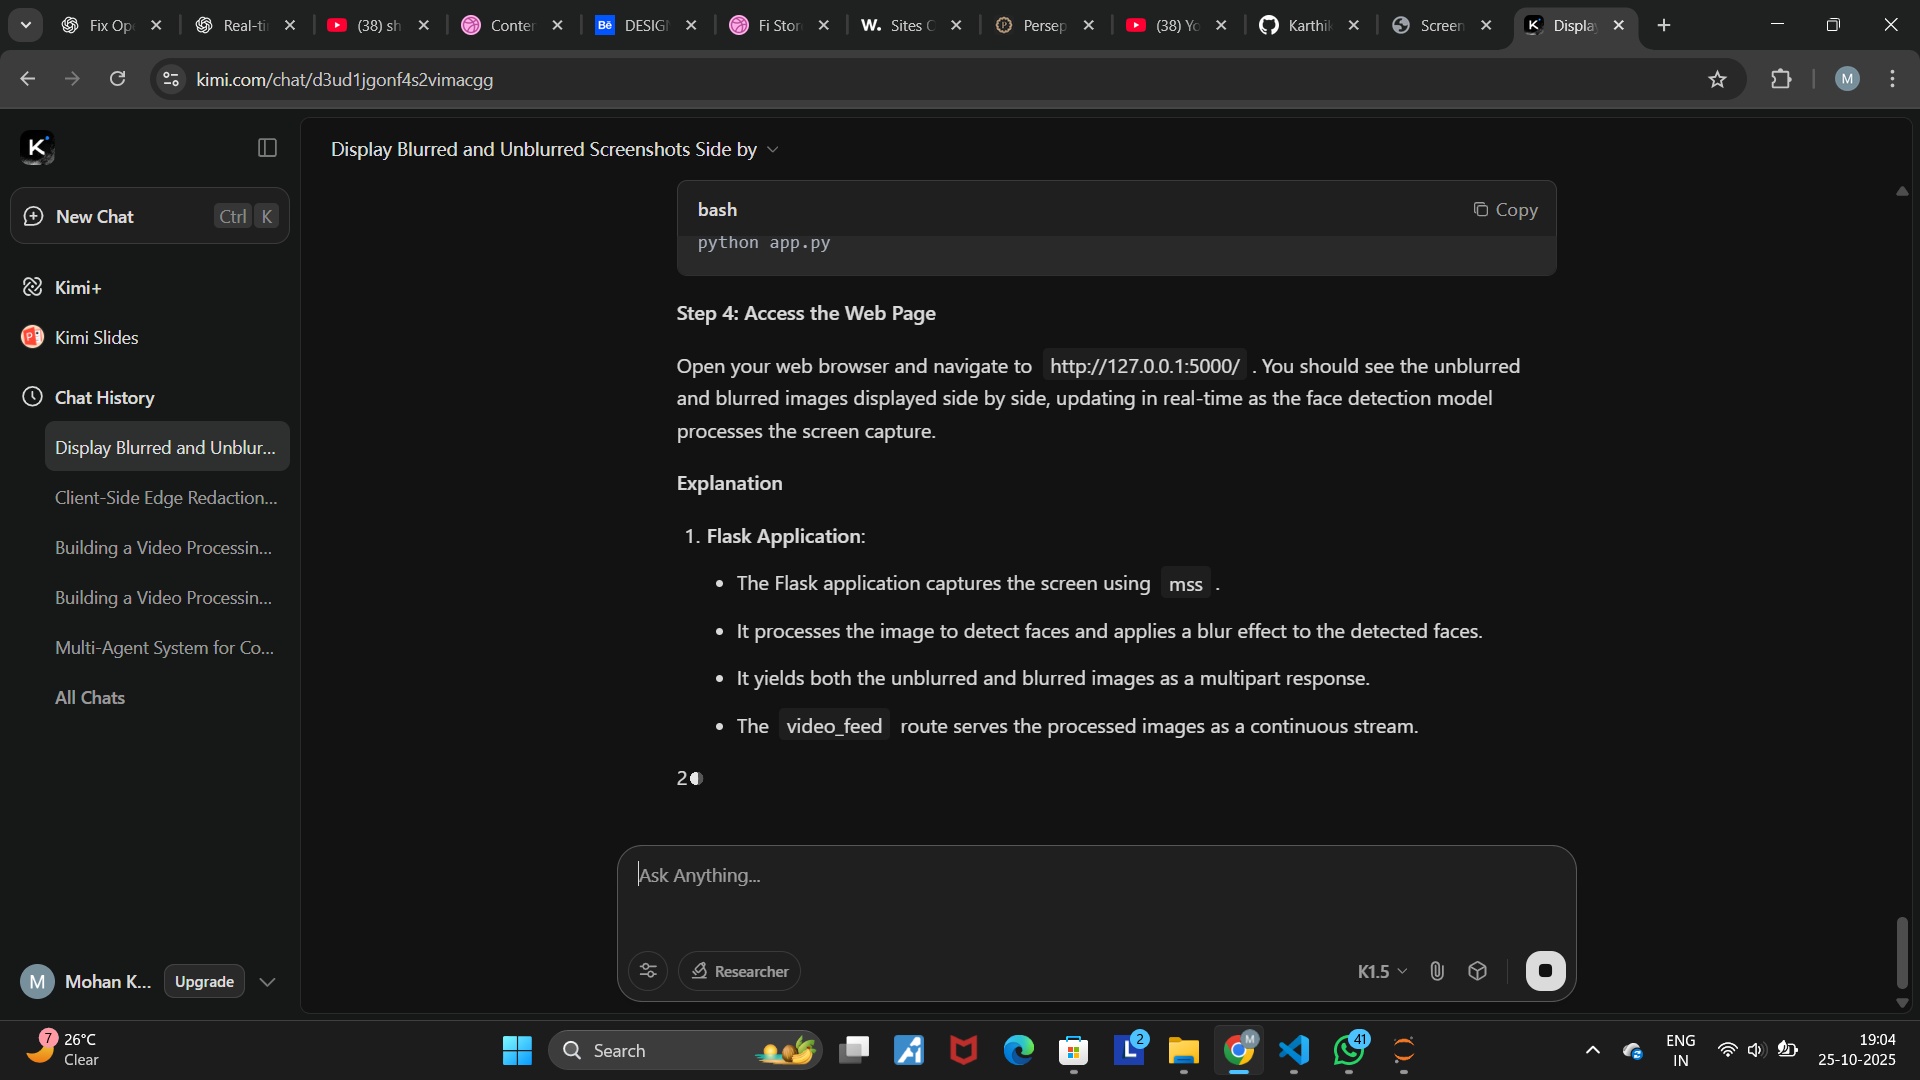 Fix Op
Real-ti
(38) sh
Conter
Bē
DESIG
Fi Stor
W.
Sites C
Persep
(38) Yo
Karthik
Screen
Displa
kimi.com/chat/d3ud1jgonf4s2vimacgg
M
K
Display Blurred and Unblurred Screenshots Side by
New Chat
Ctrl K
Kimi+
Kimi Slides
Chat History
Display Blurred and Unblur...
Client-Side Edge Redaction...
Building a Video Processin...
Building a Video Processin...
Multi-Agent System for Co...
All Chats
M
Mohan K...
Upgrade
bash
Copy
python app.py
Step 4: Access the Web Page
Open your web browser and navigate to http://127.0.0.1:5000/ . You should see the unblurred
and blurred images displayed side by side, updating in real-time as the face detection model
processes the screen capture.
Explanation
1. Flask Application:
• The Flask application captures the screen using mss .
• It processes the image to detect faces and applies a blur effect to the detected faces.
• It yields both the unblurred and blurred images as a multipart response.
• The video_feed route serves the processed images as a continuous stream.
2
Ask Anything...
Researcher
K1.5
7
26°C
Clear
Search
L
2
M
41
ENG
IN
19:04
25-10-2025